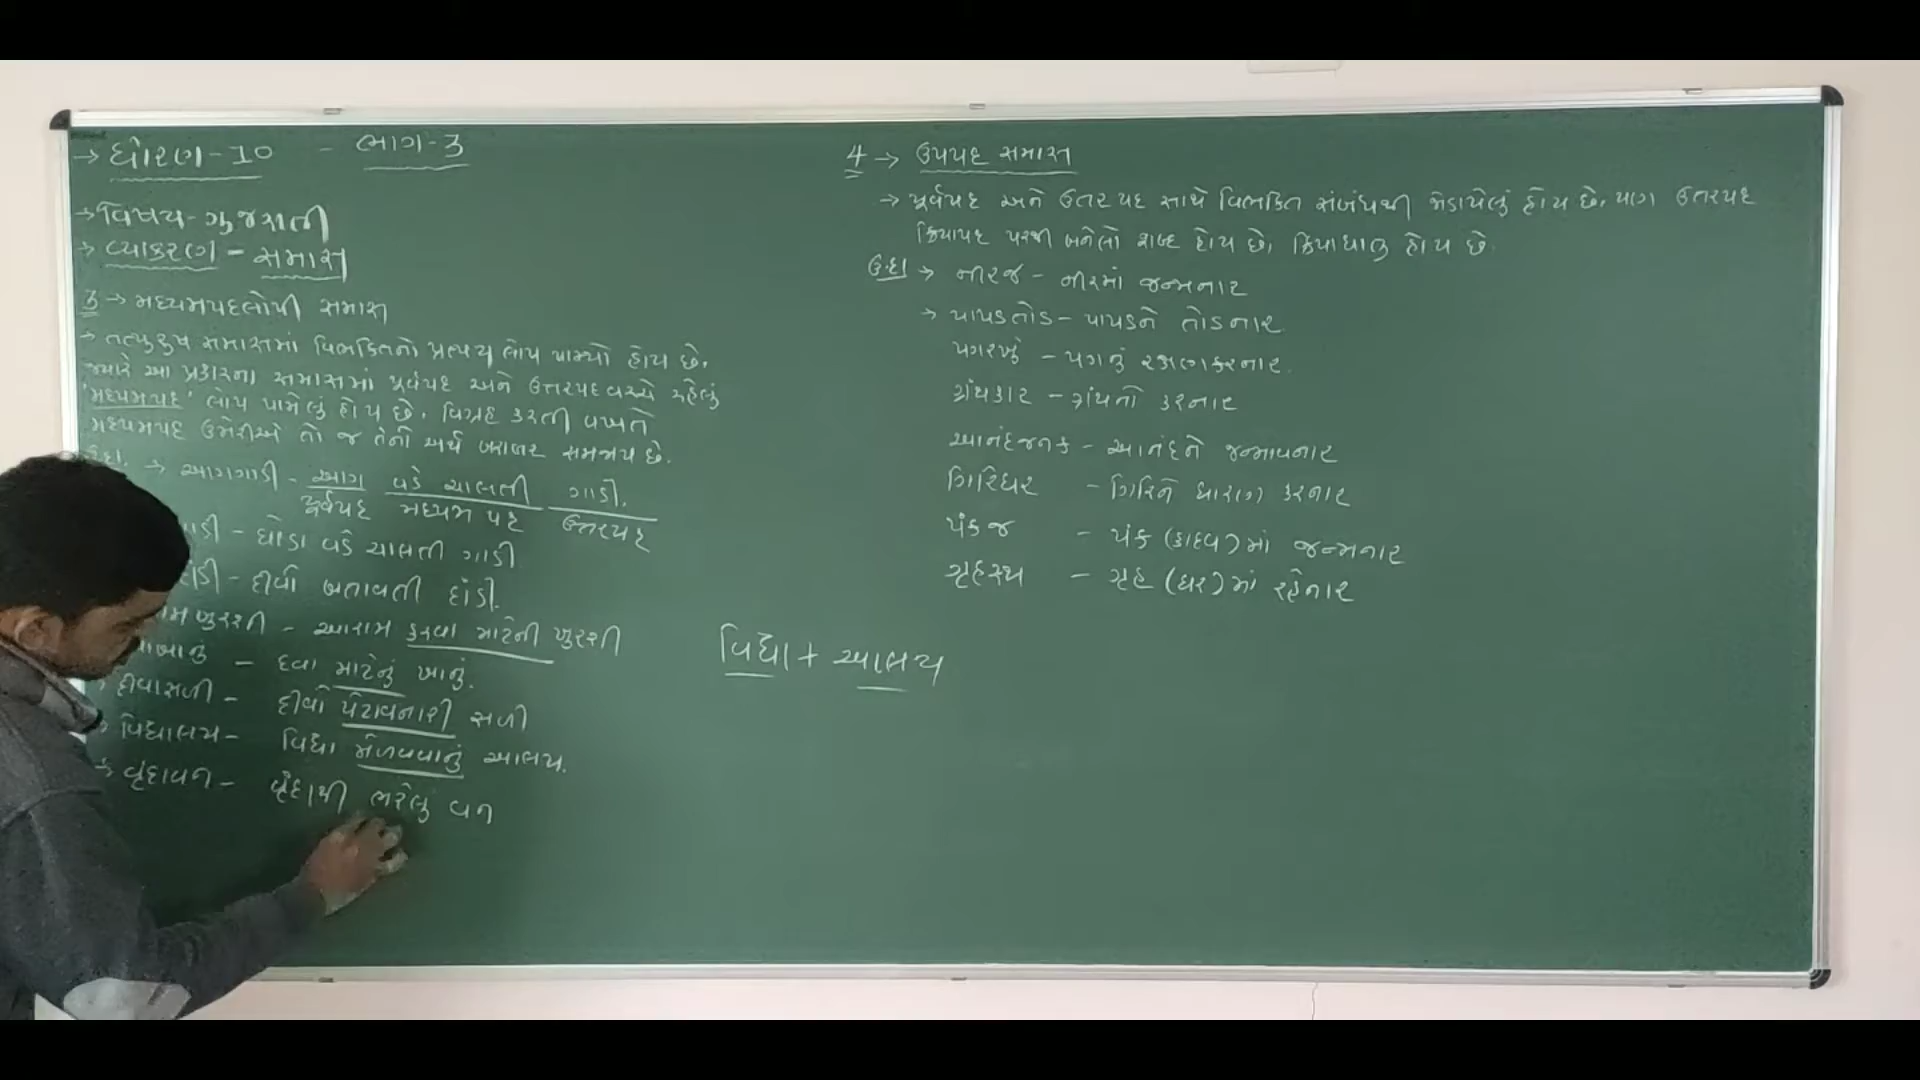 → ધોરણ-10 - ભાગ-3
→ વિષય-ગુજરાતી
→ વ્યાકરણ - સમાસ
3 → મધ્યમપદલોપી સમાસ
→ તત્પુરુષ સમાસમાં વિભક્તિનો પ્રત્યય લોપ પામ્યો હોય છે.
જ્યારે આ પ્રકારના સમાસમાં પૂર્વપદ અને ઉત્તરપદ વચ્ચે રહેલું
'મધ્યમપદ' લોપ પામેલું હોય છે. વિગ્રહ કરતી વખતે
મધ્યમપદ ઉમેરીએ તો જ તેનો અર્થ બરાબર સમજાય છે.
ઉદા. → આગગાડી - આગ વડે ચાલતી ગાડી.
પૂર્વપદ મધ્યમ પદ ઉત્તરપદ
ગાડી - ઘોડા વડે ચાલતી ગાડી
દાંડી - દીવો બતાવતી દાંડી.
ખુરશી - આરામ કરવા માટેની ખુરશી
- દવા માટેનું ખાનું.
→ દીવાસળી - દીવો પેટાવનારી સળી
→ વિદ્યાલય - વિદ્યા મેળવવાનું આલય.
→ વૃંદાવન - વૃંદાથી ભરેલું વન
વિદ્યા + આલય
4 → ઉપપદ સમાસ
→ પૂર્વપદ અને ઉત્તરપદ સાથે વિભક્તિ સંબંધથી જોડાયેલું હોય છે. પણ ઉત્તરપદ
ક્રિયાપદ પરથી બનેલો શબ્દ હોય છે, ક્રિયાધાતુ હોય છે.
ઉ.દા → નીરજ - નીરમાં જન્મનાર
→ પાપડતોડ - પાપડને તોડનાર
પગરખું - પગનું રક્ષણ કરનાર.
ગ્રંથકાર - ગ્રંથનો કરનાર
આનંદજનક - આનંદને જન્માવનાર
ગિરિધર - ગિરિને ધારણ કરનાર
પંકજ - પંક (કાદવ)માં જન્મનાર
ગૃહસ્થ - ગૃહ (ઘર)માં રહેનાર